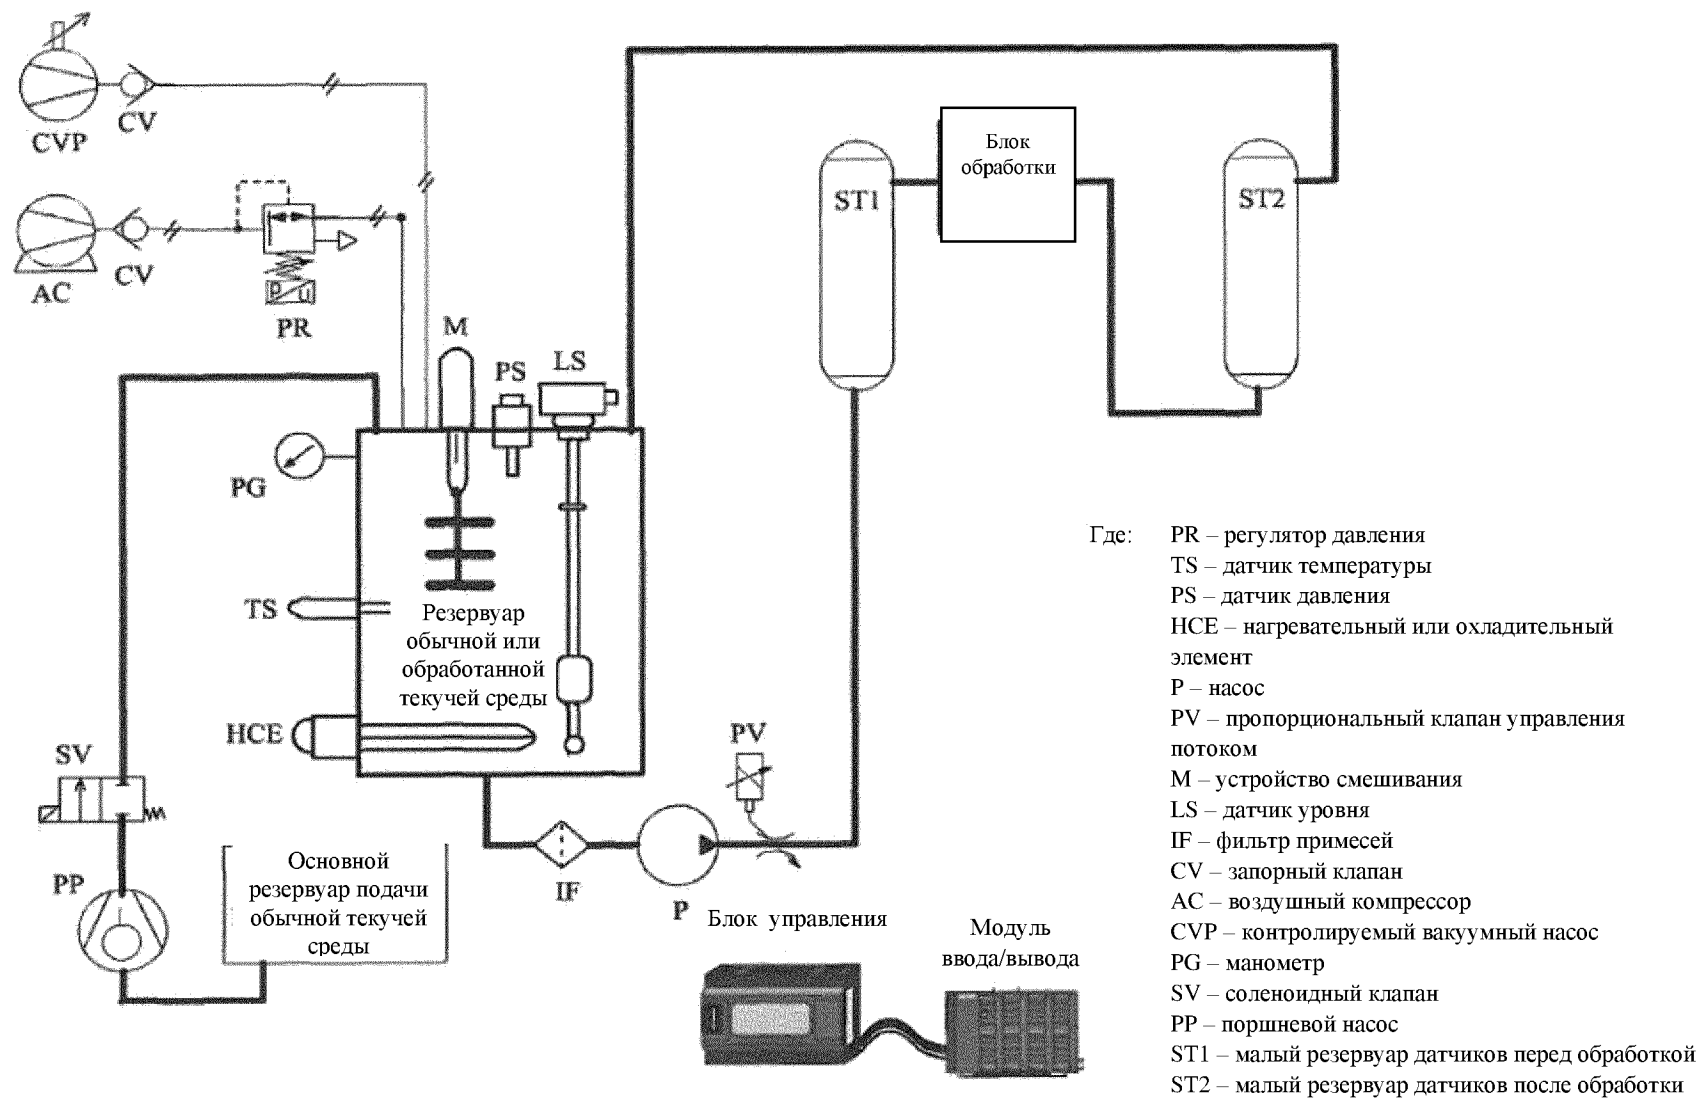 CVP
CV
AC
CV
PR
P
U
M
PS
LS
PG
TS
HCE
Резервуар
обычной или
обработанной
текучей среды
SV
PP
Основной
резервуар подачи
обычной текучей
среды
IF
P
PV
ST1
Блок
обработки
ST2
Блок управления
Модуль
ввода/вывода
Где: PR – регулятор давления
TS – датчик температуры
PS – датчик давления
HCE – нагревательный или охладительный
элемент
P – насос
PV – пропорциональный клапан управления
потоком
M – устройство смешивания
LS – датчик уровня
IF – фильтр примесей
CV – запорный клапан
AC – воздушный компрессор
CVP – контролируемый вакуумный насос
PG – манометр
SV – соленоидный клапан
PP – поршневой насос
ST1 – малый резервуар датчиков перед обработкой
ST2 – малый резервуар датчиков после обработки